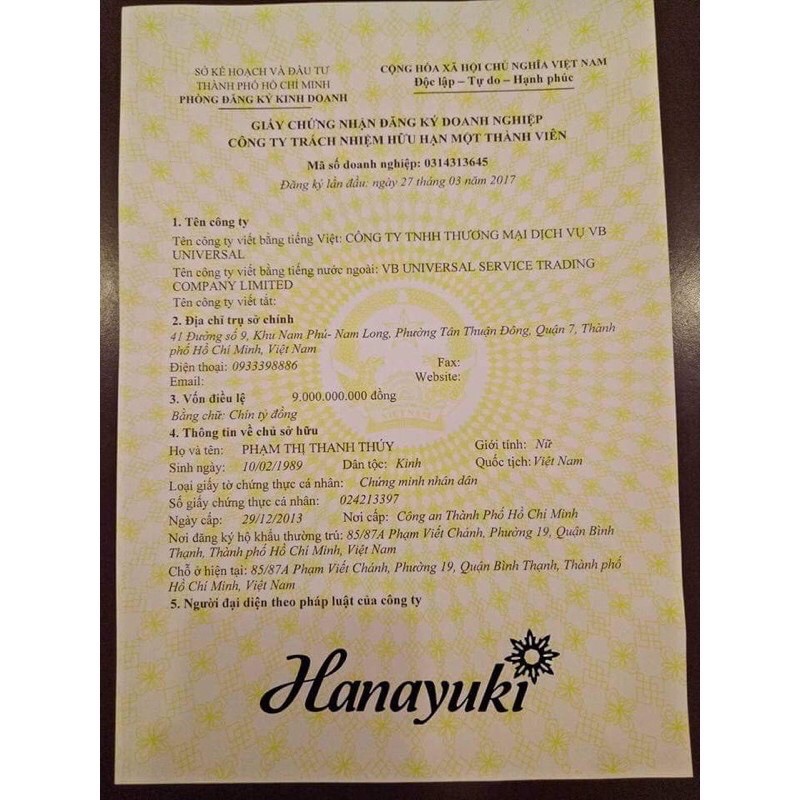 SỞ KẾ HOẠCH VÀ ĐẦU TƯ
THÀNH PHỐ HỒ CHÍ MINH
PHÒNG ĐĂNG KÝ KINH DOANH
CỘNG HÒA XÃ HỘI CHỦ NGHĨA VIỆT NAM
Độc lập – Tự do – Hạnh phúc
GIẤY CHỨNG NHẬN ĐĂNG KÝ DOANH NGHIỆP
CÔNG TY TRÁCH NHIỆM HỮU HẠN MỘT THÀNH VIÊN
Mã số doanh nghiệp: 0314313645
Đăng ký lần đầu: ngày 27 tháng 03 năm 2017
1. Tên công ty
Tên công ty viết bằng tiếng Việt: CÔNG TY TNHH THƯƠNG MẠI DỊCH VỤ VB
UNIVERSAL
Tên công ty viết bằng tiếng nước ngoài: VB UNIVERSAL SERVICE TRADING
COMPANY LIMITED
Tên công ty viết tắt:
2. Địa chỉ trụ sở chính
41 Đường số 9, Khu Nam Phú- Nam Long, Phường Tân Thuận Đông, Quận 7, Thành
phố Hồ Chí Minh, Việt Nam
Điện thoại: 0933398886 Fax:
Email: Website:
3. Vốn điều lệ 9.000.000.000 đồng
Bằng chữ: Chín tỷ đồng
4. Thông tin về chủ sở hữu
Họ và tên: PHẠM THỊ THANH THÚY Giới tính: Nữ
Sinh ngày: 10/02/1989 Dân tộc: Kinh Quốc tịch: Việt Nam
Loại giấy tờ chứng thực cá nhân: Chứng minh nhân dân
Số giấy chứng thực cá nhân: 024213397
Ngày cấp: 29/12/2013 Nơi cấp: Công an Thành Phố Hồ Chí Minh
Nơi đăng ký hộ khẩu thường trú: 85/87A Phạm Viết Chánh, Phường 19, Quận Bình
Thạnh, Thành phố Hồ Chí Minh, Việt Nam
Chỗ ở hiện tại: 85/87A Phạm Viết Chánh, Phường 19, Quận Bình Thạnh, Thành phố
Hồ Chí Minh, Việt Nam
5. Người đại diện theo pháp luật của công ty
Hanayuki